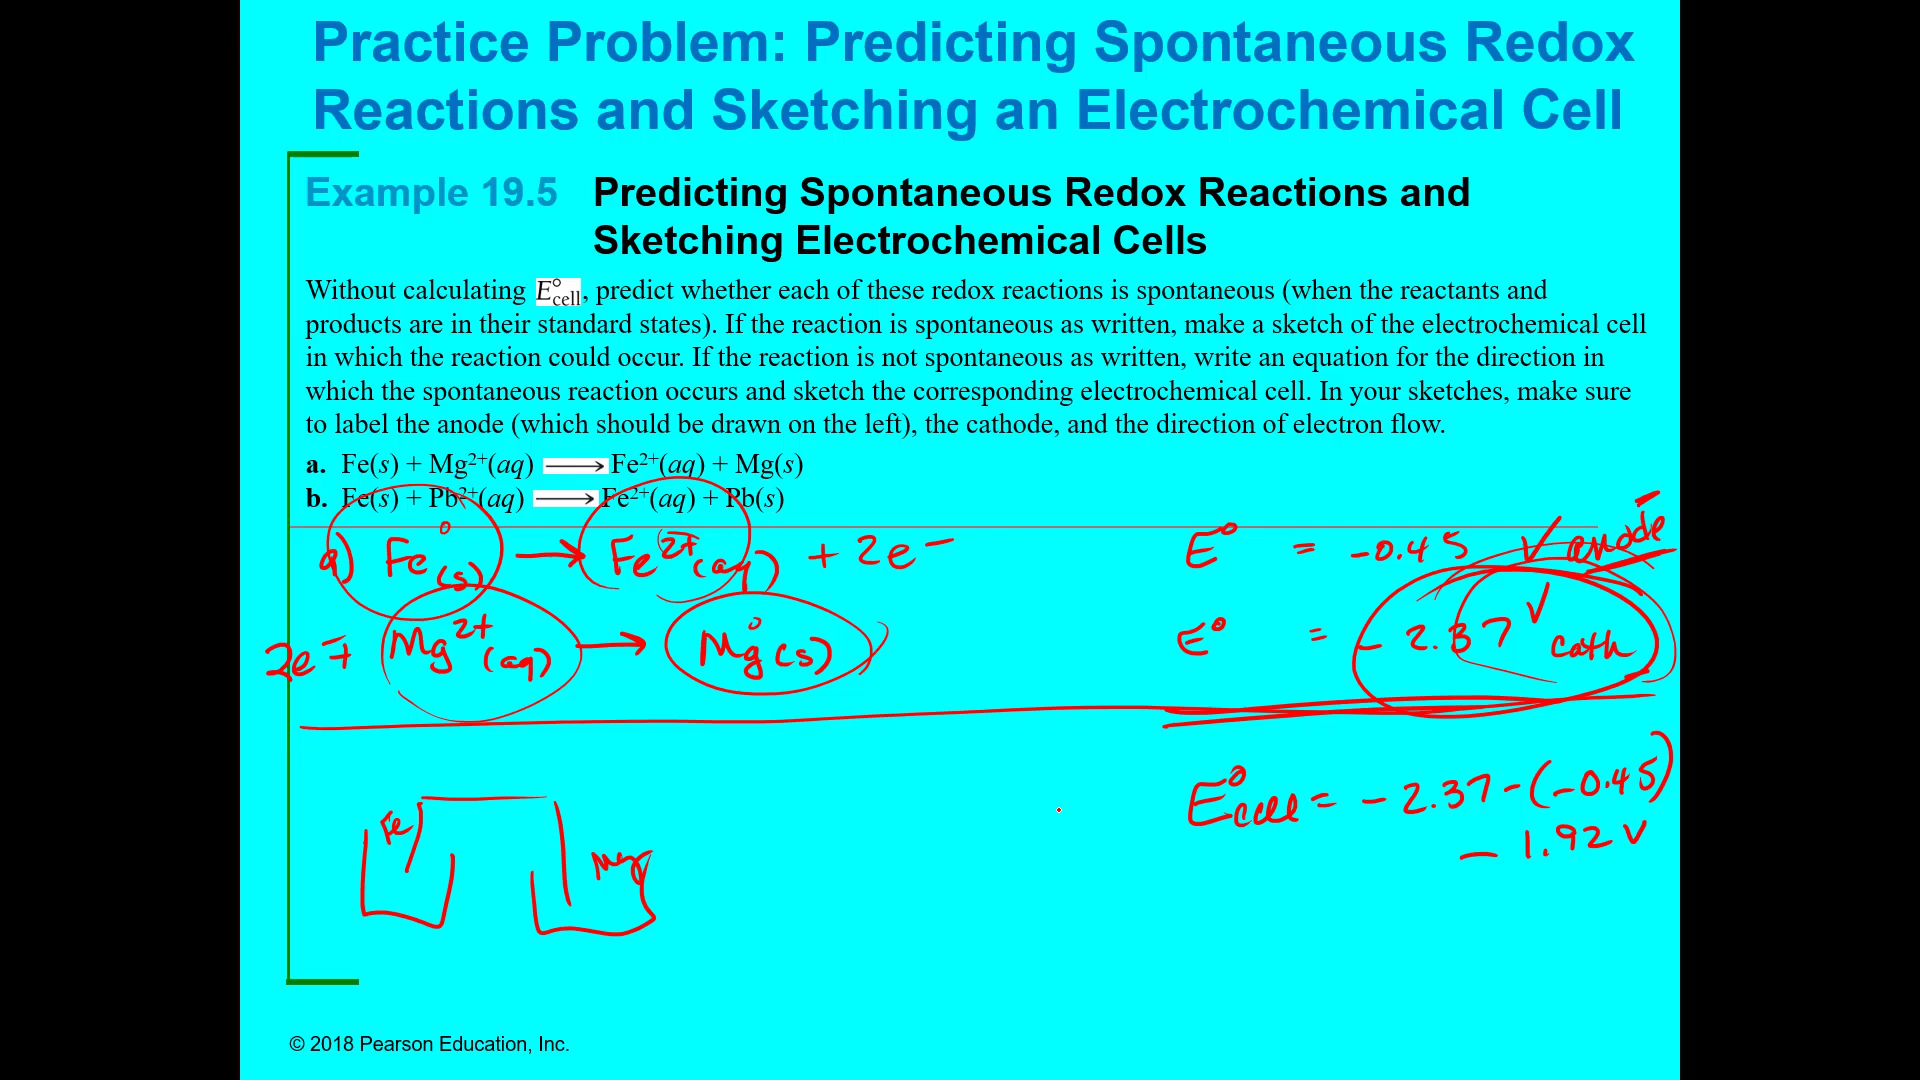 Practice Problem: Predicting Spontaneous Redox
Reactions and Sketching an Electrochemical Cell
Example 19.5 Predicting Spontaneous Redox Reactions and
Sketching Electrochemical Cells
Without calculating E°cell, predict whether each of these redox reactions is spontaneous (when the reactants and
products are in their standard states). If the reaction is spontaneous as written, make a sketch of the electrochemical cell
in which the reaction could occur. If the reaction is not spontaneous as written, write an equation for the direction in
which the spontaneous reaction occurs and sketch the corresponding electrochemical cell. In your sketches, make sure
to label the anode (which should be drawn on the left), the cathode, and the direction of electron flow.
a. Fe(s) + Mg²⁺(aq) ⟶ Fe²⁺(aq) + Mg(s)
b. Fe(s) + Pb²⁺(aq) ⟶ Fe²⁺(aq) + Pb(s)
a) Fe⁰(s) → Fe²⁺(aq) + 2e⁻ E° = -0.45 V anode
2e⁻ + Mg²⁺(aq) → Mg⁰(s) E° = -2.37 V cath
E°cell = -2.37-(-0.45)
-1.92 V
Fe
Mg
© 2018 Pearson Education, Inc.